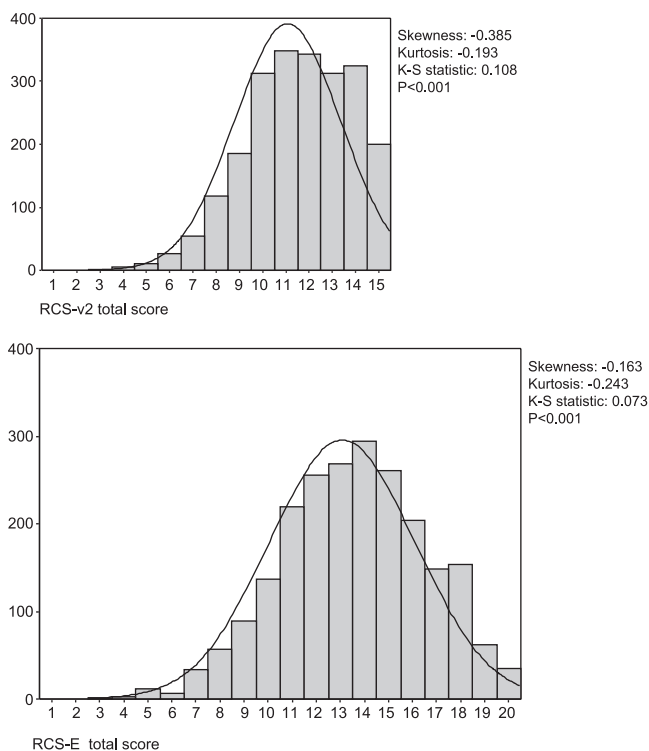 400
300
200
100
0
1 2 3 4 5 6 7 8 9 10 11 12 13 14 15
RCS-v2 total score
Skewness: -0.385
Kurtosis: -0.193
K-S statistic: 0.108
P<0.001
400
300
200
100
0
1 2 3 4 5 6 7 8 9 10 11 12 13 14 15 16 17 18 19 20
RCS-E total score
Skewness: -0.163
Kurtosis: -0.243
K-S statistic: 0.073
P<0.001